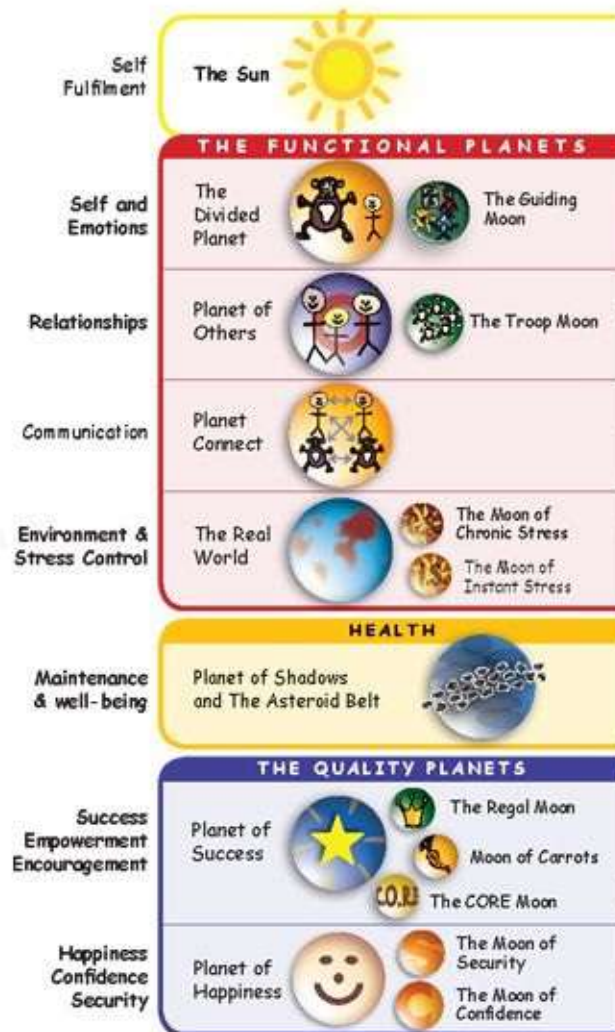 Self
Fulfilment
The Sun
THE FUNCTIONAL PLANETS
Self and
Emotions
The
Divided
Planet
The Guiding
Moon
Relationships
Planet of
Others
The Troop Moon
Communication
Planet
Connect
Environment &
Stress Control
The Real
World
The Moon of
Chronic Stress
The Moon of
Instant Stress
HEALTH
Maintenance
& well-being
Planet of Shadows
and The Asteroid Belt
THE QUALITY PLANETS
Success
Empowerment
Encouragement
Planet of
Success
The Regal Moon
Moon of Carrots
C.O.R.E
The CORE Moon
Happiness
Confidence
Security
Planet of
Happiness
The Moon of
Security
The Moon of
Confidence